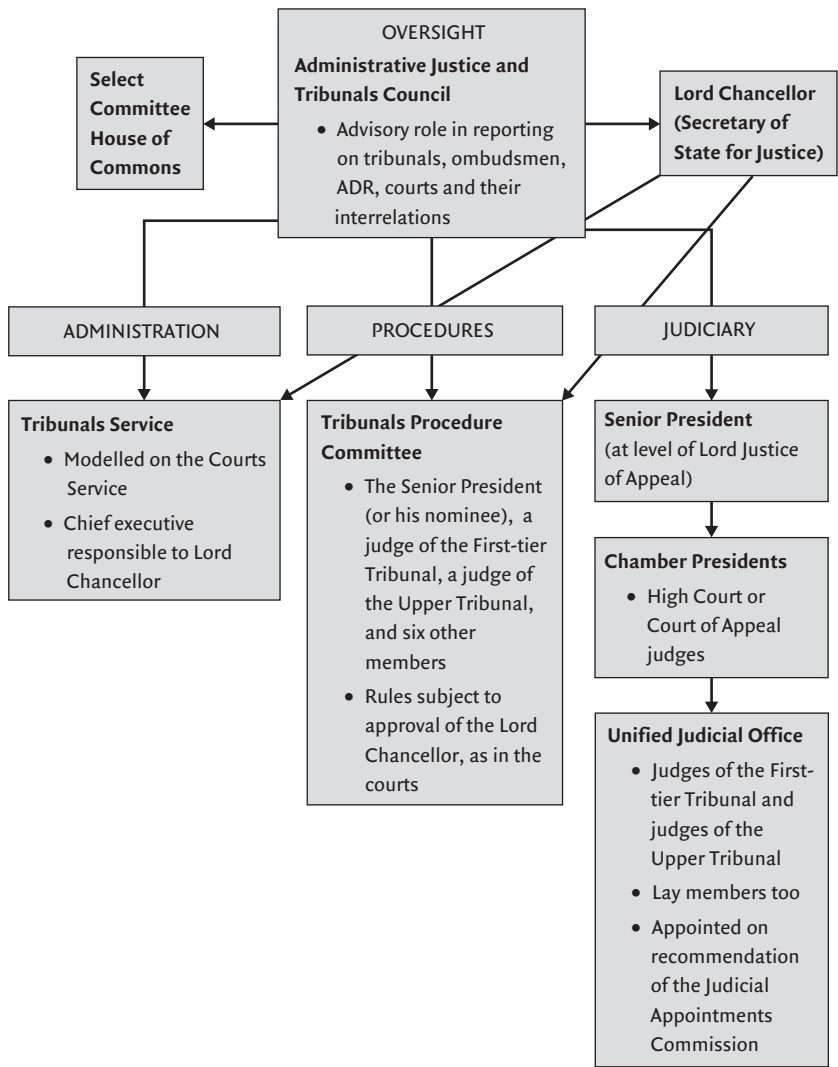 OVERSIGHT
Administrative Justice and
Tribunals Council
• Advisory role in reporting
on tribunals, ombudsmen,
ADR, courts and their
interrelations
Select
Committee
House of
Commons
Lord Chancellor
(Secretary of
State for Justice)
ADMINISTRATION
PROCEDURES
JUDICIARY
Tribunals Service
• Modelled on the Courts
Service
• Chief executive
responsible to Lord
Chancellor
Tribunals Procedure
Committee
• The Senior President
(or his nominee), a
judge of the First-tier
Tribunal, a judge of
the Upper Tribunal,
and six other
members
• Rules subject to
approval of the Lord
Chancellor, as in the
courts
Senior President
(at level of Lord Justice
of Appeal)
Chamber Presidents
• High Court or
Court of Appeal
judges
Unified Judicial Office
• Judges of the First-
tier Tribunal and
judges of the
Upper Tribunal
• Lay members too
• Appointed on
recommendation
of the Judicial
Appointments
Commission